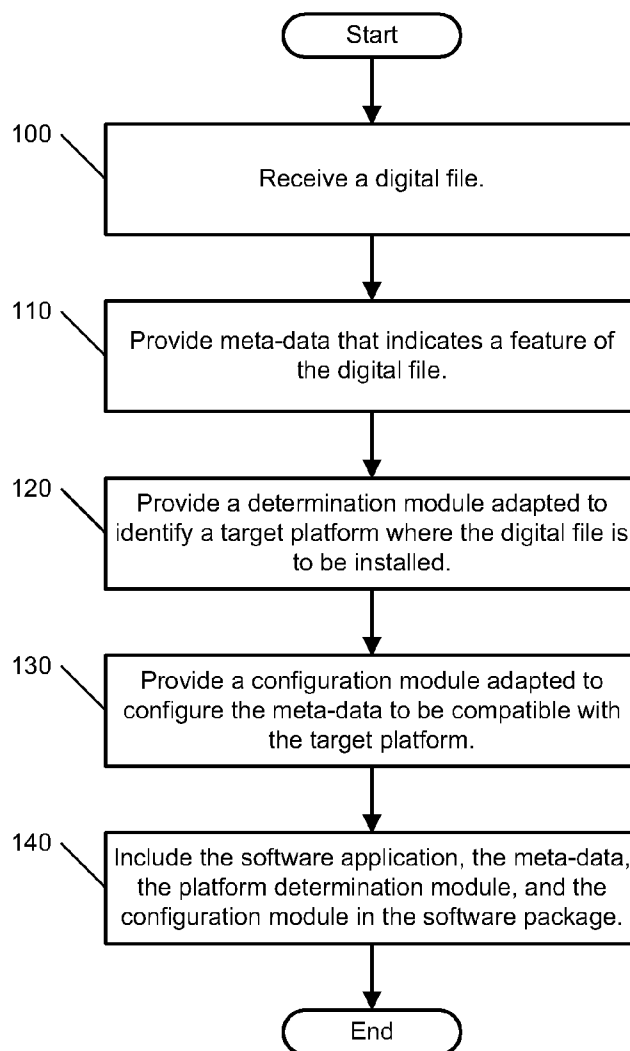 Start
100
Receive a digital file.
110
Provide meta-data that indicates a feature of
the digital file.
120
Provide a determination module adapted to
identify a target platform where the digital file is
to be installed.
130
Provide a configuration module adapted to
configure the meta-data to be compatible with
the target platform.
140
Include the software application, the meta-data,
the platform determination module, and the
configuration module in the software package.
End